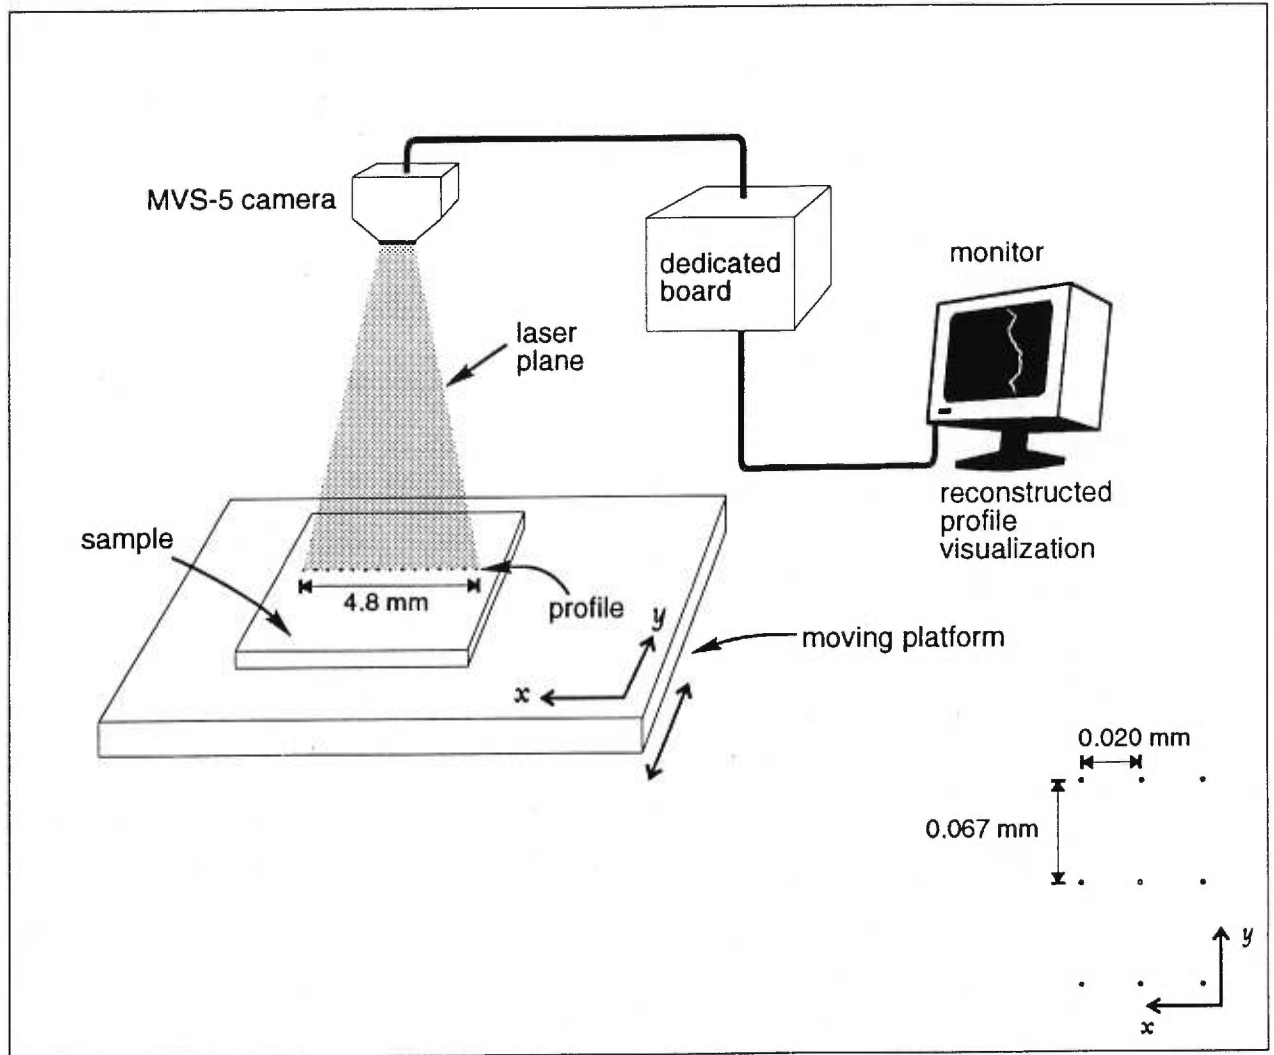 MVS-5 camera
dedicated
board
monitor
laser
plane
reconstructed
profile
visualization
sample
4.8 mm
profile
y
x
moving platform
0.020 mm
0.067 mm
y
x